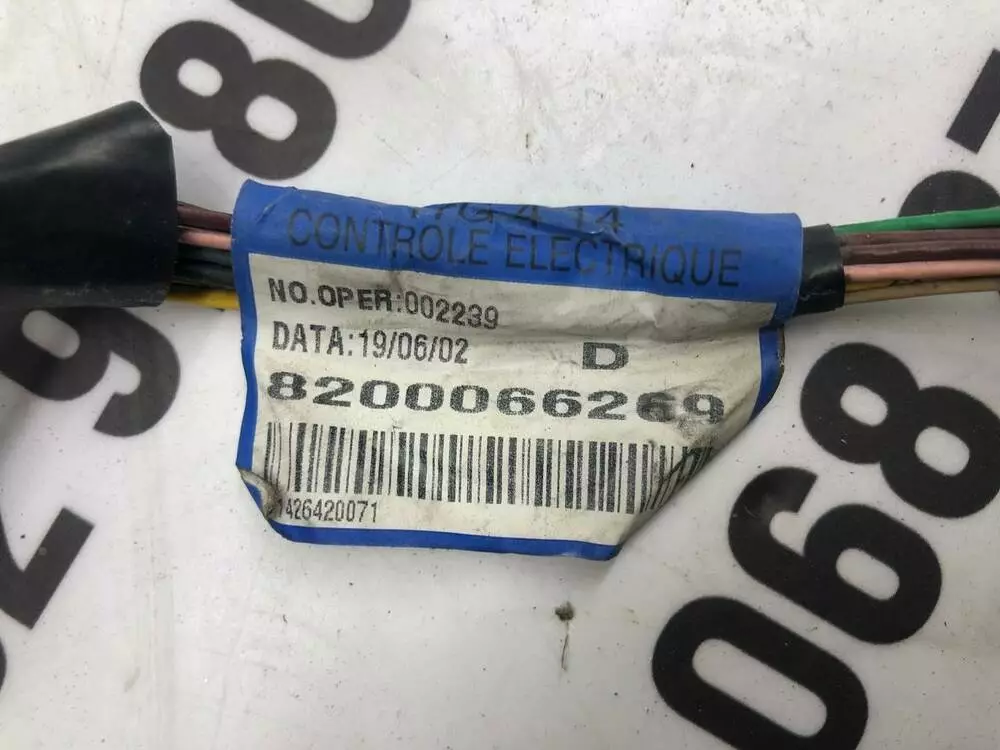 CONTROLE ELECTRIQUE
NO.OPER:002239
DATA:19/06/02
D
8200066269
1426420071